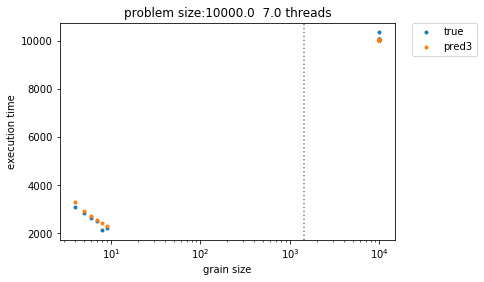 problem size:10000.0  7.0 threads
true
pred3
execution time
10000
8000
6000
4000
2000
10^1
10^2
10^3
10^4
grain size